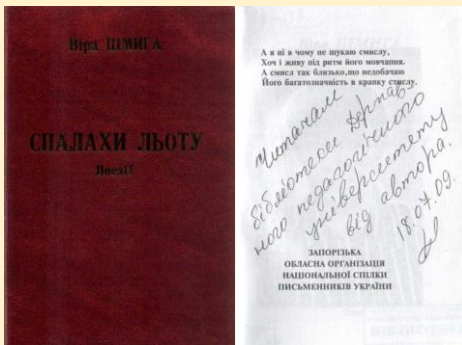 Віра ШМИГА
СПАЛАХИ ЛЬОТУ
Поезії
А я ні в чому не шукаю смислу,
Хоч і живу під ритм його мовчання.
А смисл так близько,що недобачаю
Його багатозначність в крапку стислу.
Читачам
бібліотеки Держав-
ного педагогічного
університету
від автора.
18.07.09.
ЗАПОРІЗЬКА
ОБЛАСНА ОРГАНІЗАЦІЯ
НАЦІОНАЛЬНОЇ СПІЛКИ
ПИСЬМЕННИКІВ УКРАЇНИ